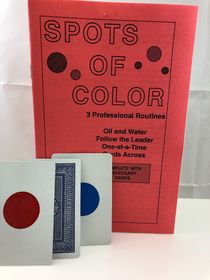 SPOTS
OF
COLOR
3 Professional Routines
Oil and Water
Follow the Leader
One-at-a-Time
Cards Across
COMPLETE WITH
NECESSARY
CARDS